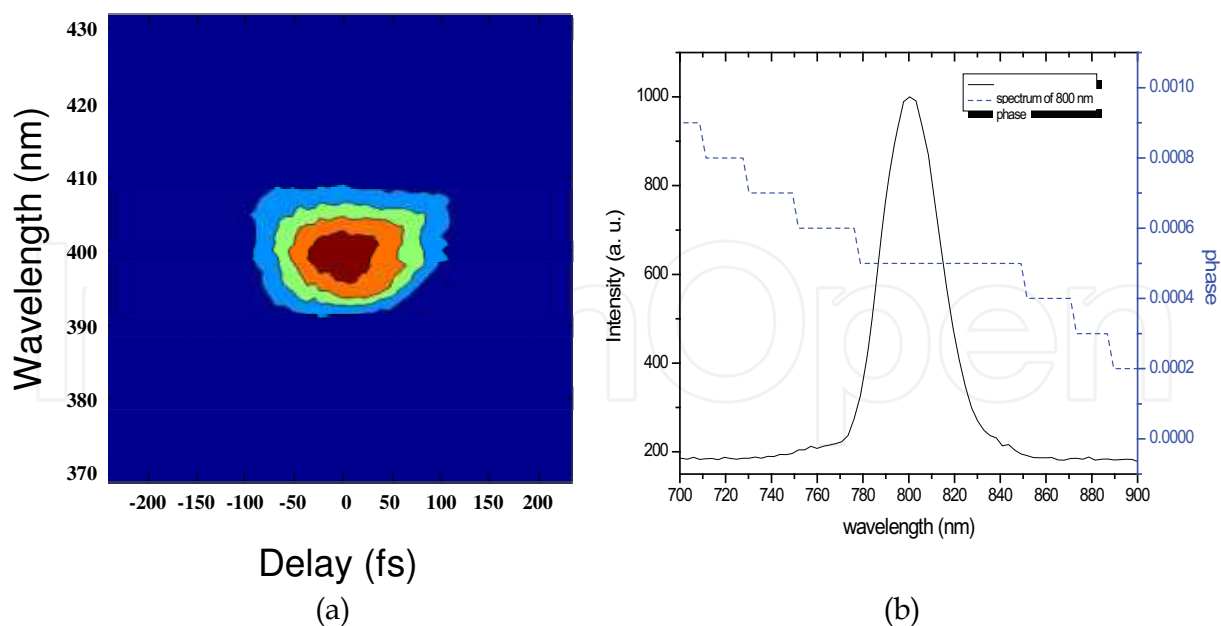 430
420
410
400
390
380
370
Wavelength (nm)
-200 -150 -100 -50 0 50 100 150 200
Delay (fs)
(a)
1000
1000
800
600
400
200
Intensity (a. u.)
spectrum of 800 nm
phase
0.0010
0.0008
0.0006
0.0004
0.0002
0.0000
phase
700 720 740 760 780 800 820 840 860 880 900
wavelength (nm)
(b)
InOpen